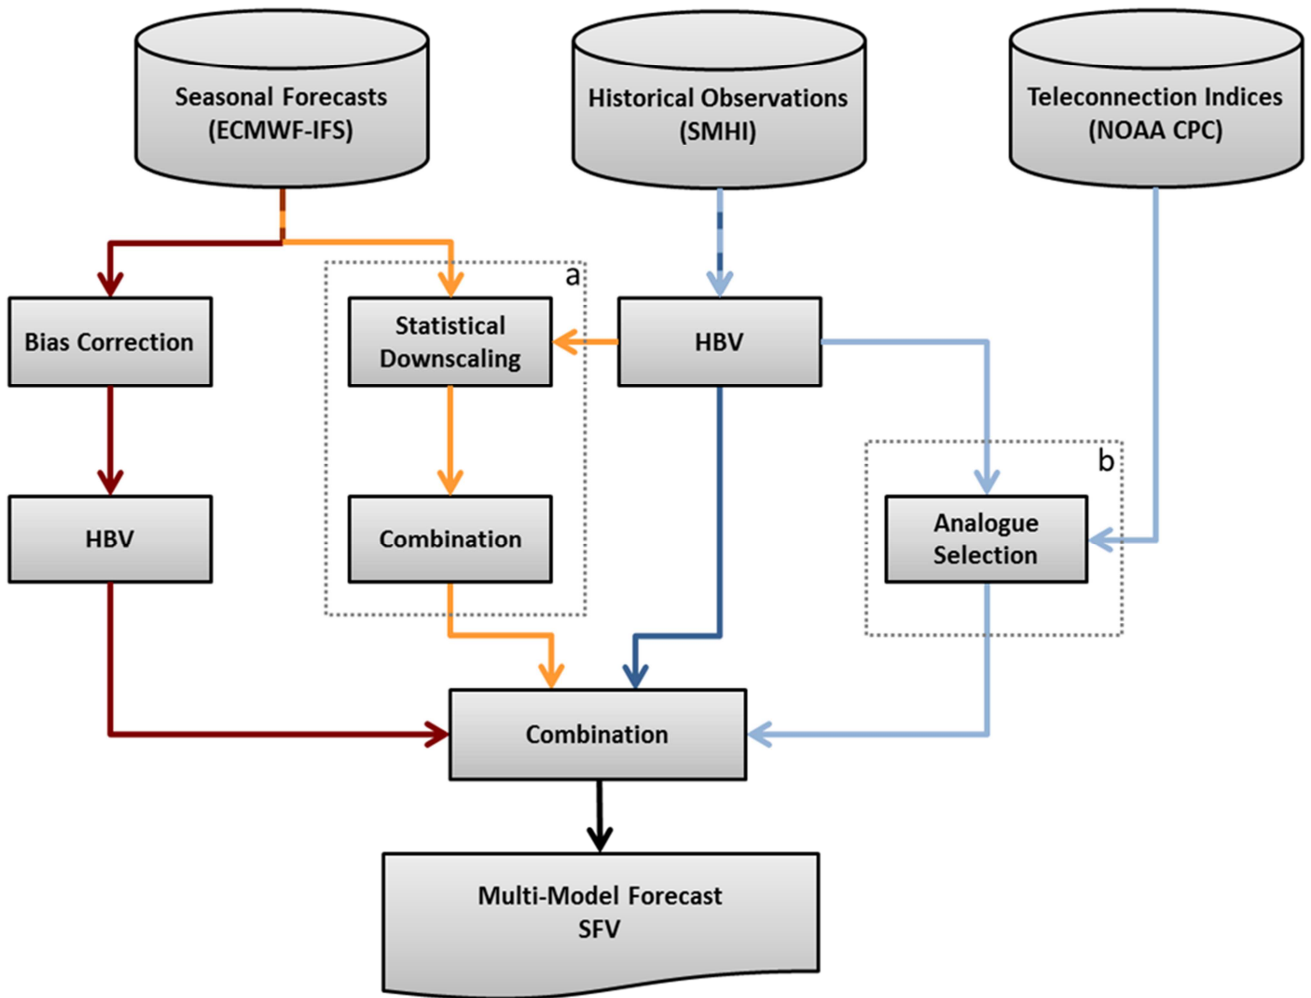 Seasonal Forecasts
(ECMWF-IFS)
Historical Observations
(SMHI)
Teleconnection Indices
(NOAA CPC)
a
Bias Correction
Statistical
Downscaling
HBV
b
HBV
Combination
Analogue
Selection
Combination
Multi-Model Forecast
SFV